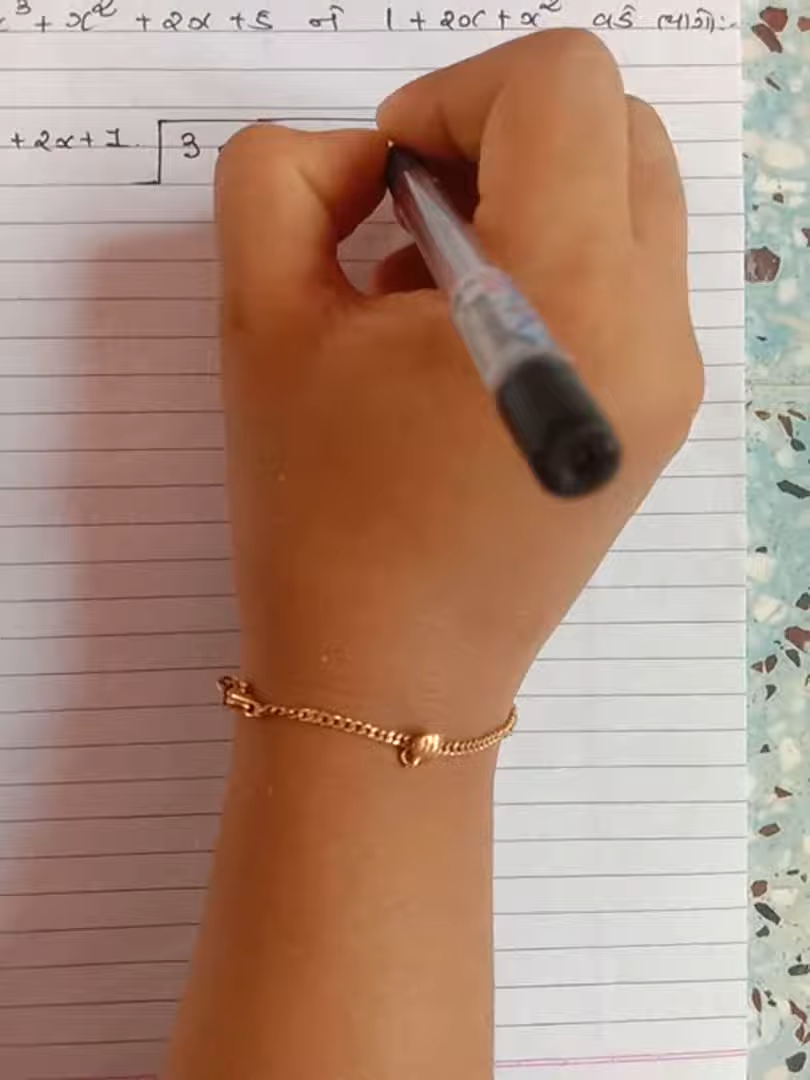 ³ + x² + 2x + 5 ને 1 + 2x + x² વડે ભાગો:-
+ 2x + 1 3